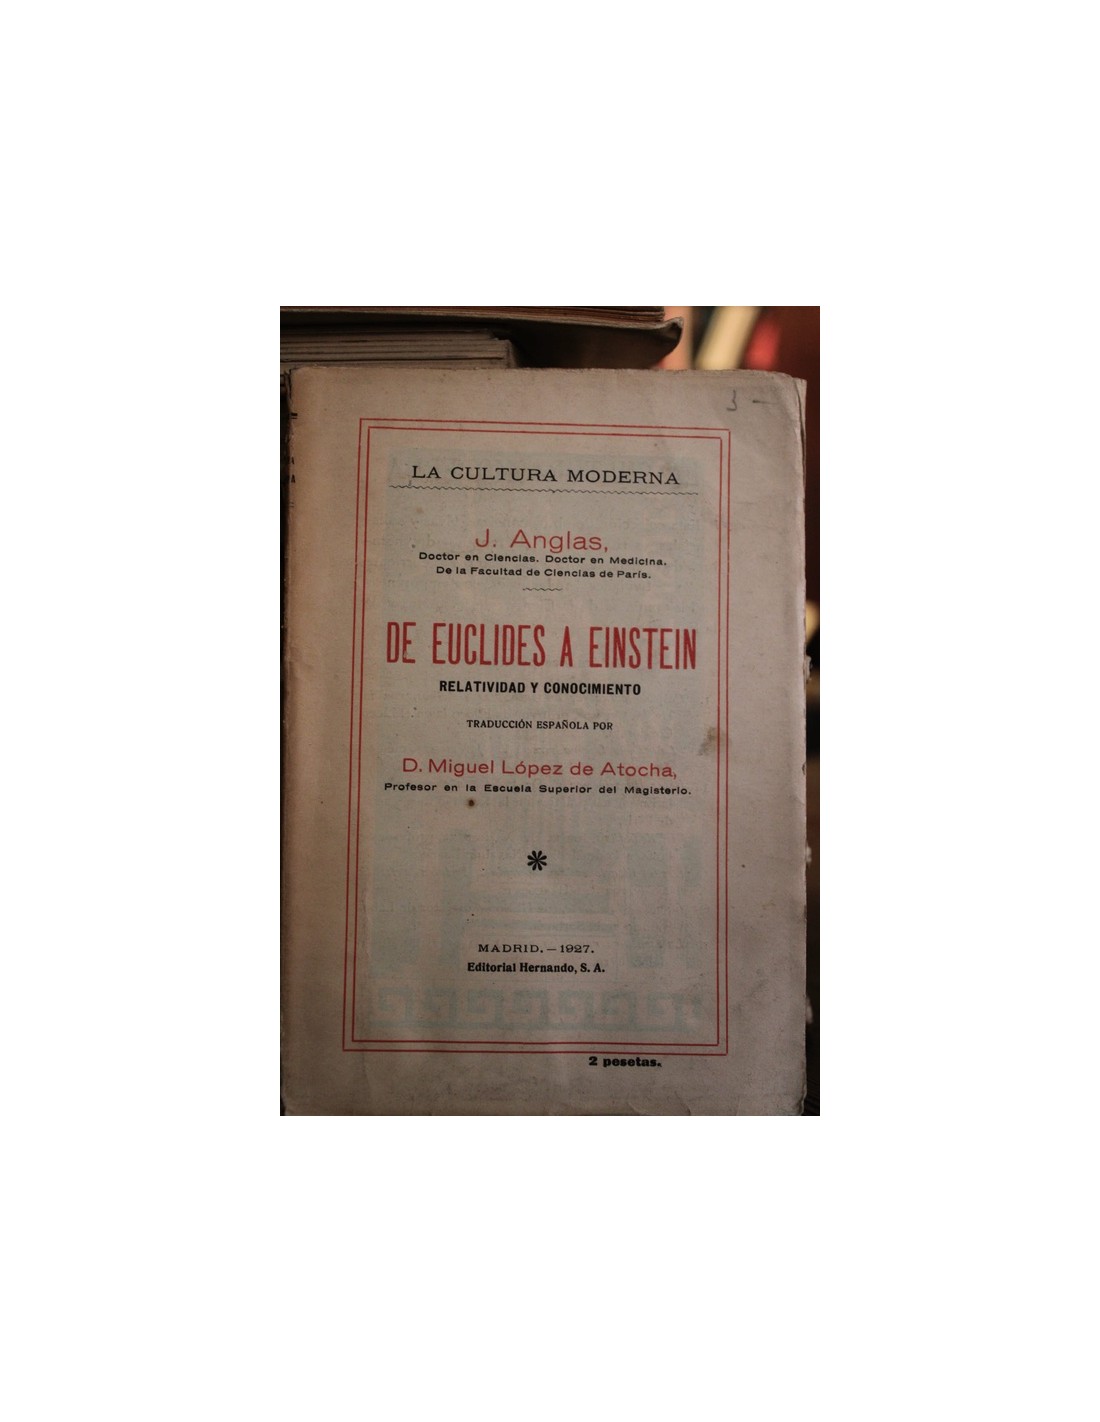 3 —
LA CULTURA MODERNA
J. Anglas,
Doctor en Ciencias. Doctor en Medicina.
De la Facultad de Ciencias de París.
DE EUCLIDES A EINSTEIN
RELATIVIDAD Y CONOCIMIENTO
TRADUCCIÓN ESPAÑOLA POR
D. Miguel López de Atocha,
Profesor en la Escuela Superior del Magisterio.
MADRID.—1927.
Editorial Hernando, S. A.
2 pesetas.